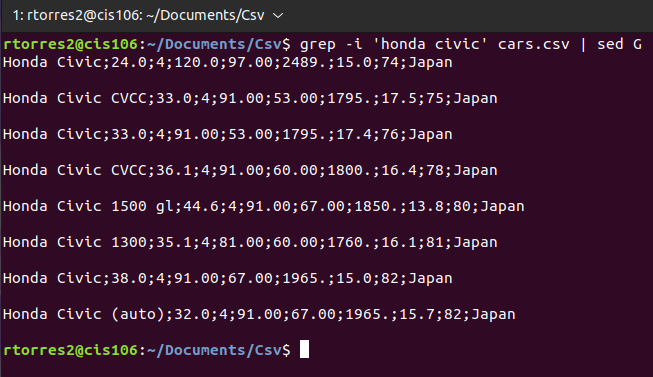 1: rtorres2@cis106: ~/Documents/Csv
rtorres2@cis106:~/Documents/Csv$ grep -i 'honda civic' cars.csv | sed G
Honda Civic;24.0;4;120.0;97.00;2489.;15.0;74;Japan
Honda Civic CVCC;33.0;4;91.00;53.00;1795.;17.5;75;Japan
Honda Civic;33.0;4;91.00;53.00;1795.;17.4;76;Japan
Honda Civic CVCC;36.1;4;91.00;60.00;1800.;16.4;78;Japan
Honda Civic 1500 gl;44.6;4;91.00;67.00;1850.;13.8;80;Japan
Honda Civic 1300;35.1;4;81.00;60.00;1760.;16.1;81;Japan
Honda Civic;38.0;4;91.00;67.00;1965.;15.0;82;Japan
Honda Civic (auto);32.0;4;91.00;67.00;1965.;15.7;82;Japan
rtorres2@cis106:~/Documents/Csv$